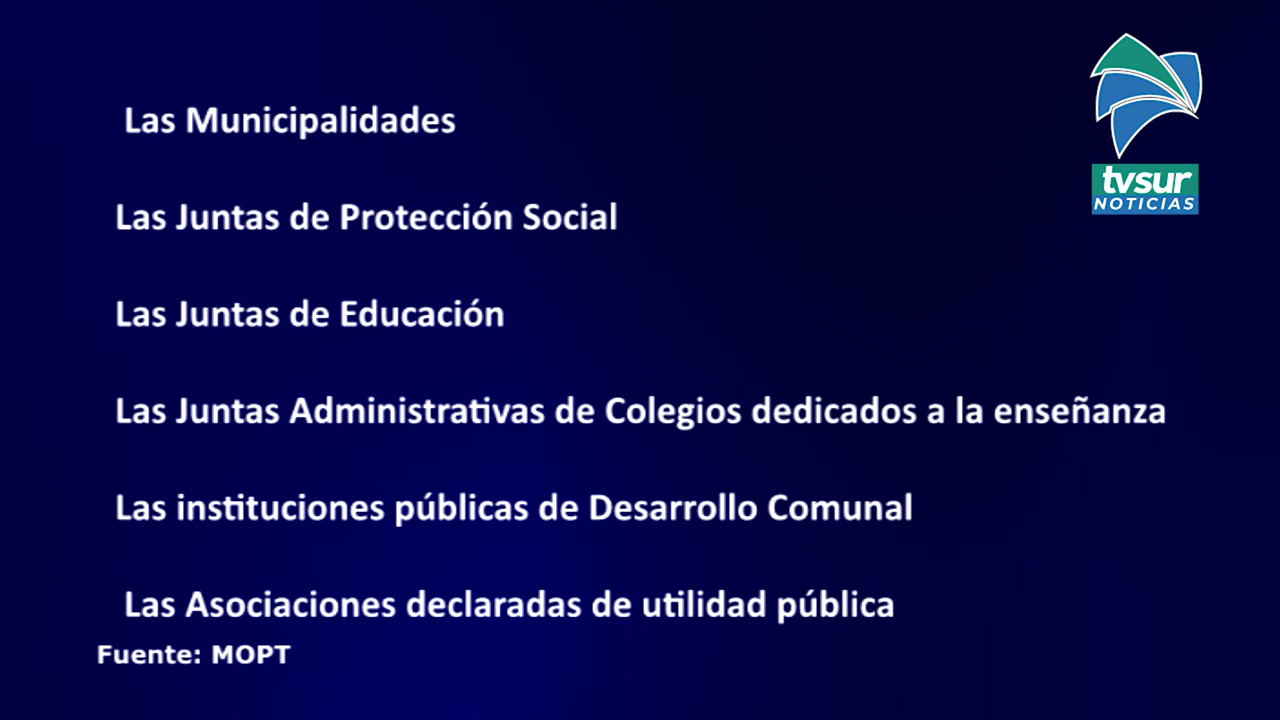 Las Municipalidades
tvsur
NOTICIAS
Las Juntas de Protección Social
Las Juntas de Educación
Las Juntas Administrativas de Colegios dedicados a la enseñanza
Las instituciones públicas de Desarrollo Comunal
Las Asociaciones declaradas de utilidad pública
Fuente: MOPT